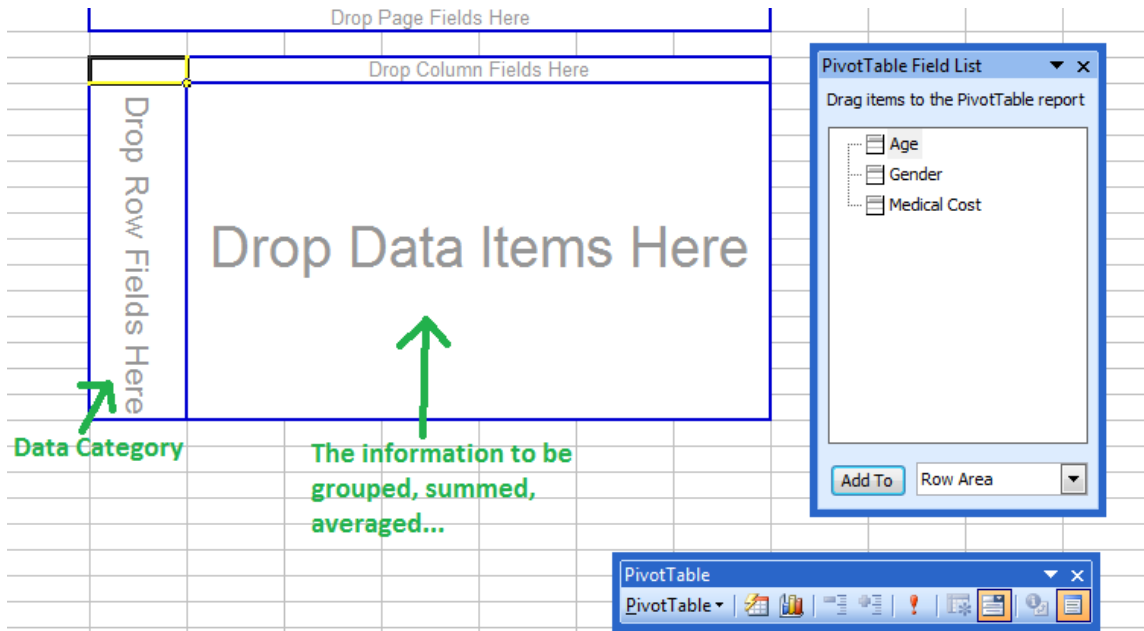 Drop Page Fields Here
Drop Column Fields Here
Drop Row Fields Here
Drop Data Items Here
Data Category
The information to be
grouped, summed,
averaged...
PivotTable Field List
Drag items to the PivotTable report
Age
Gender
Medical Cost
Add To
Row Area
PivotTable
PivotTable